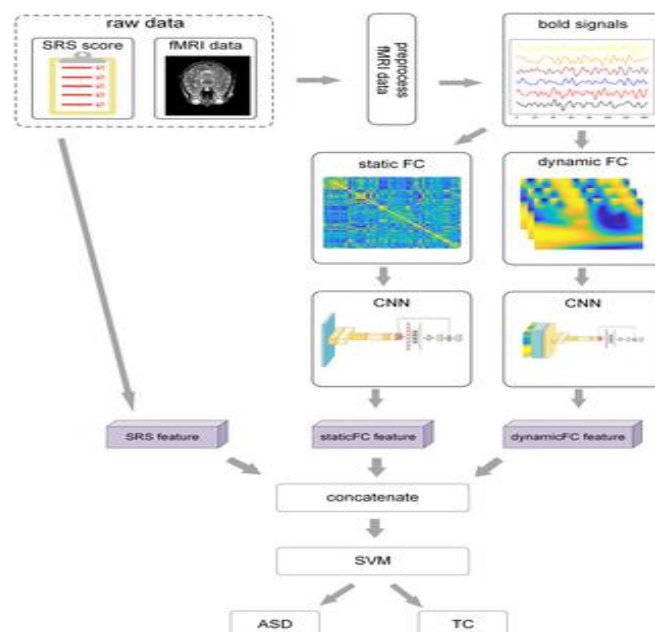 raw data
SRS score
fMRI data
preprocess
fMRI data
bold signals
static FC
dynamic FC
CNN
CNN
SRS feature
staticFC feature
dynamicFC feature
concatenate
SVM
ASD
TC